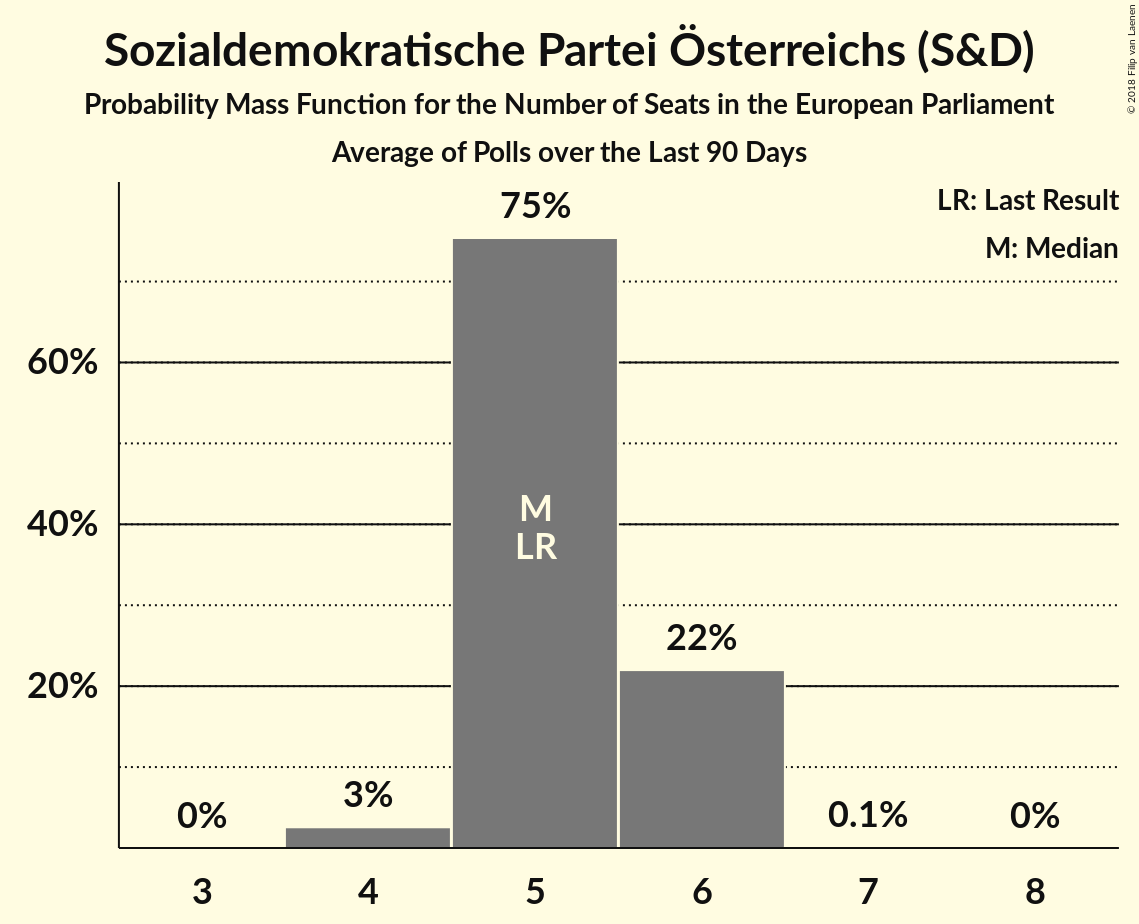 Sozialdemokratische Partei Österreichs (S&D)
Probability Mass Function for the Number of Seats in the European Parliament
Average of Polls over the Last 90 Days
© 2018 Filip van Laenen
LR: Last Result
M: Median
75%
60%
M
40%
LR
22%
20%
3%
0%
0.1%
0%
3 4 5 6 7 8